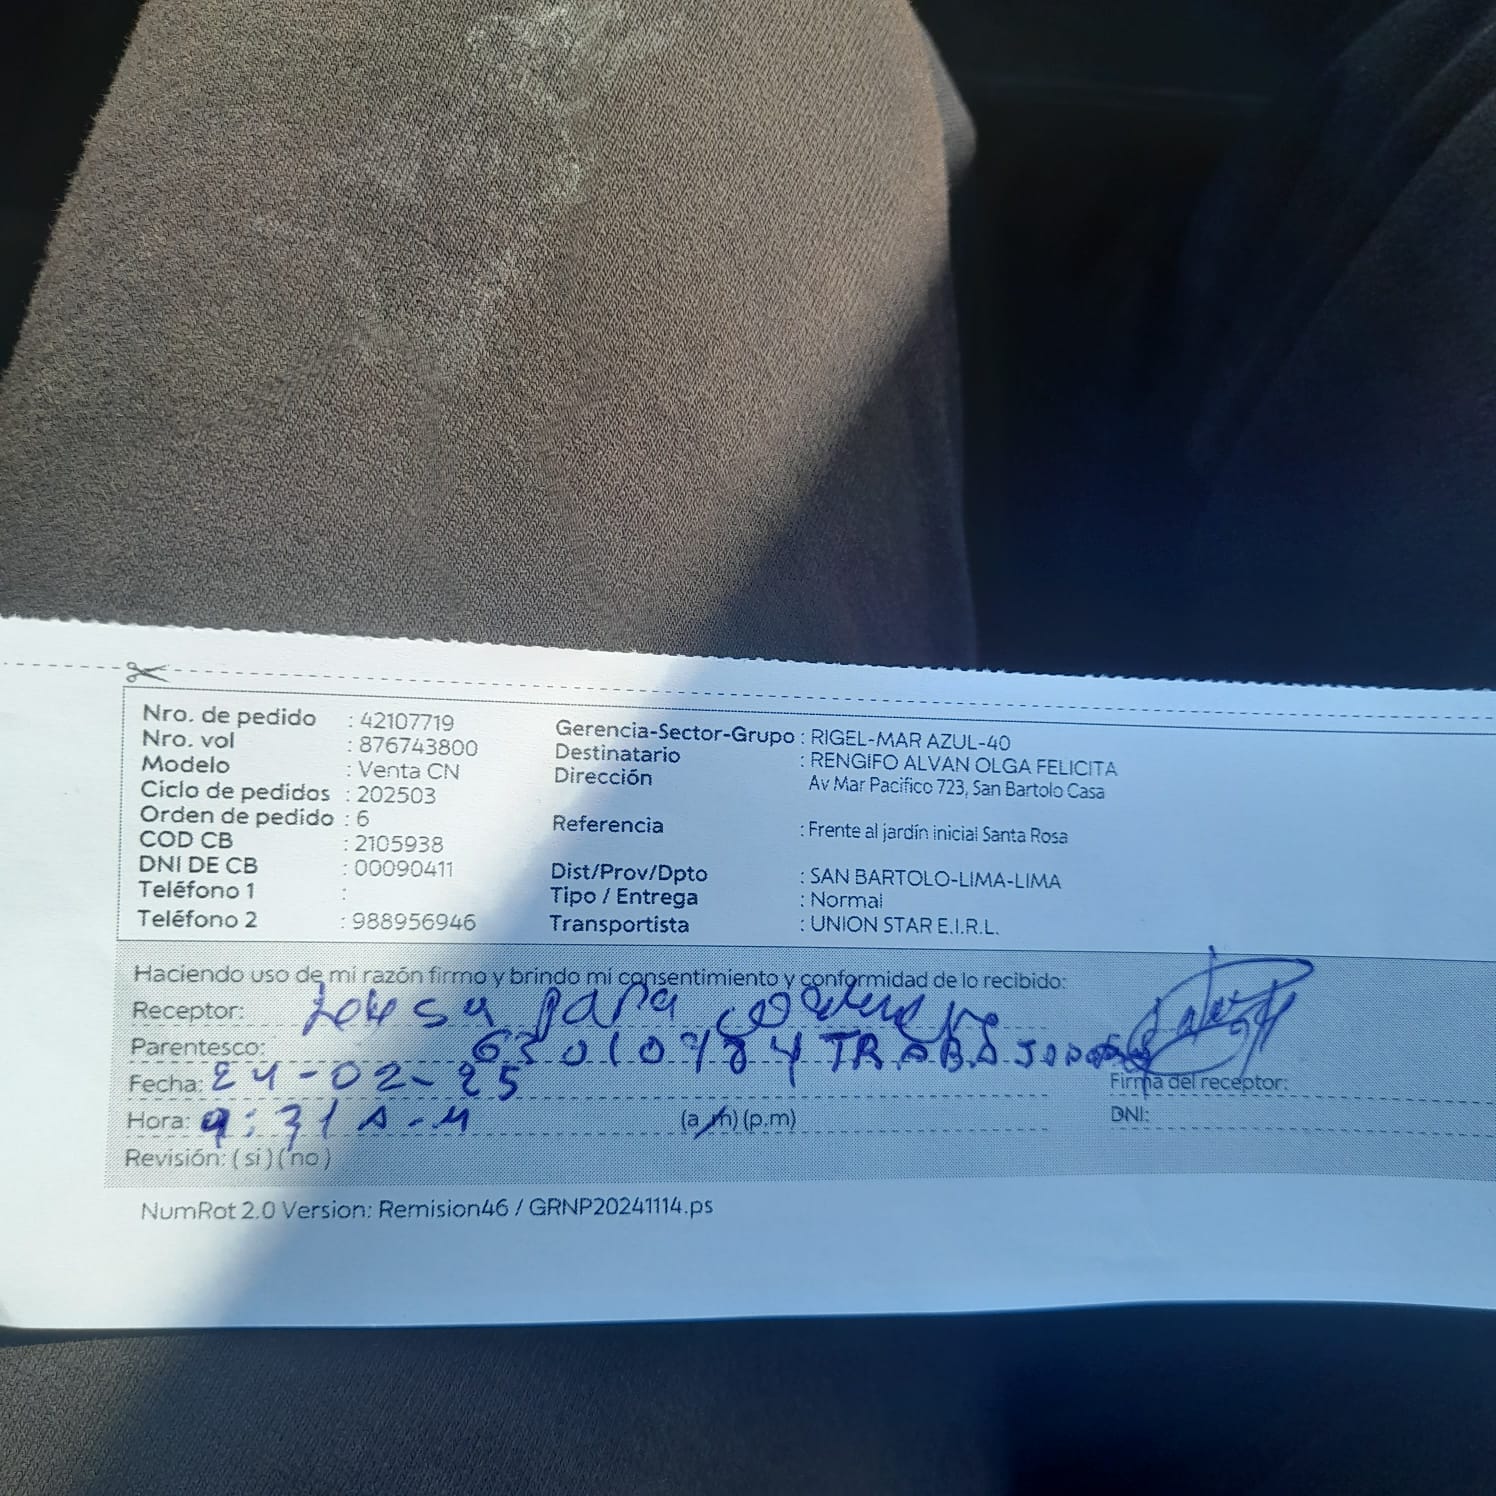 Nro. de pedido : 42107719
Nro. vol : 876743800
Modelo : Venta CN
Ciclo de pedidos : 202503
Orden de pedido : 6
COD CB : 2105938
DNI DE CB : 00090411
Teléfono 1 :
Teléfono 2 : 988956946
Gerencia-Sector-Grupo : RIGEL-MAR AZUL-40
Destinatario : RENGIFO ALVAN OLGA FELICITA
Dirección Av Mar Pacifico 723, San Bartolo Casa
Referencia : Frente al jardín inicial Santa Rosa
Dist/Prov/Dpto : SAN BARTOLO-LIMA-LIMA
Tipo / Entrega : Normal
Transportista : UNION STAR E.I.R.L.
Haciendo uso de mi razón firmo y brindo mi consentimiento y conformidad de lo recibido:
Receptor:
Parentesco:
Fecha: 24-02-25
Hora: 9:31 A-M (a.m) (p.m)
Revisión: ( si ) ( no )
Firma del receptor:
DNI:
NumRot 2.0 Version: Remision46 / GRNP20241114.ps